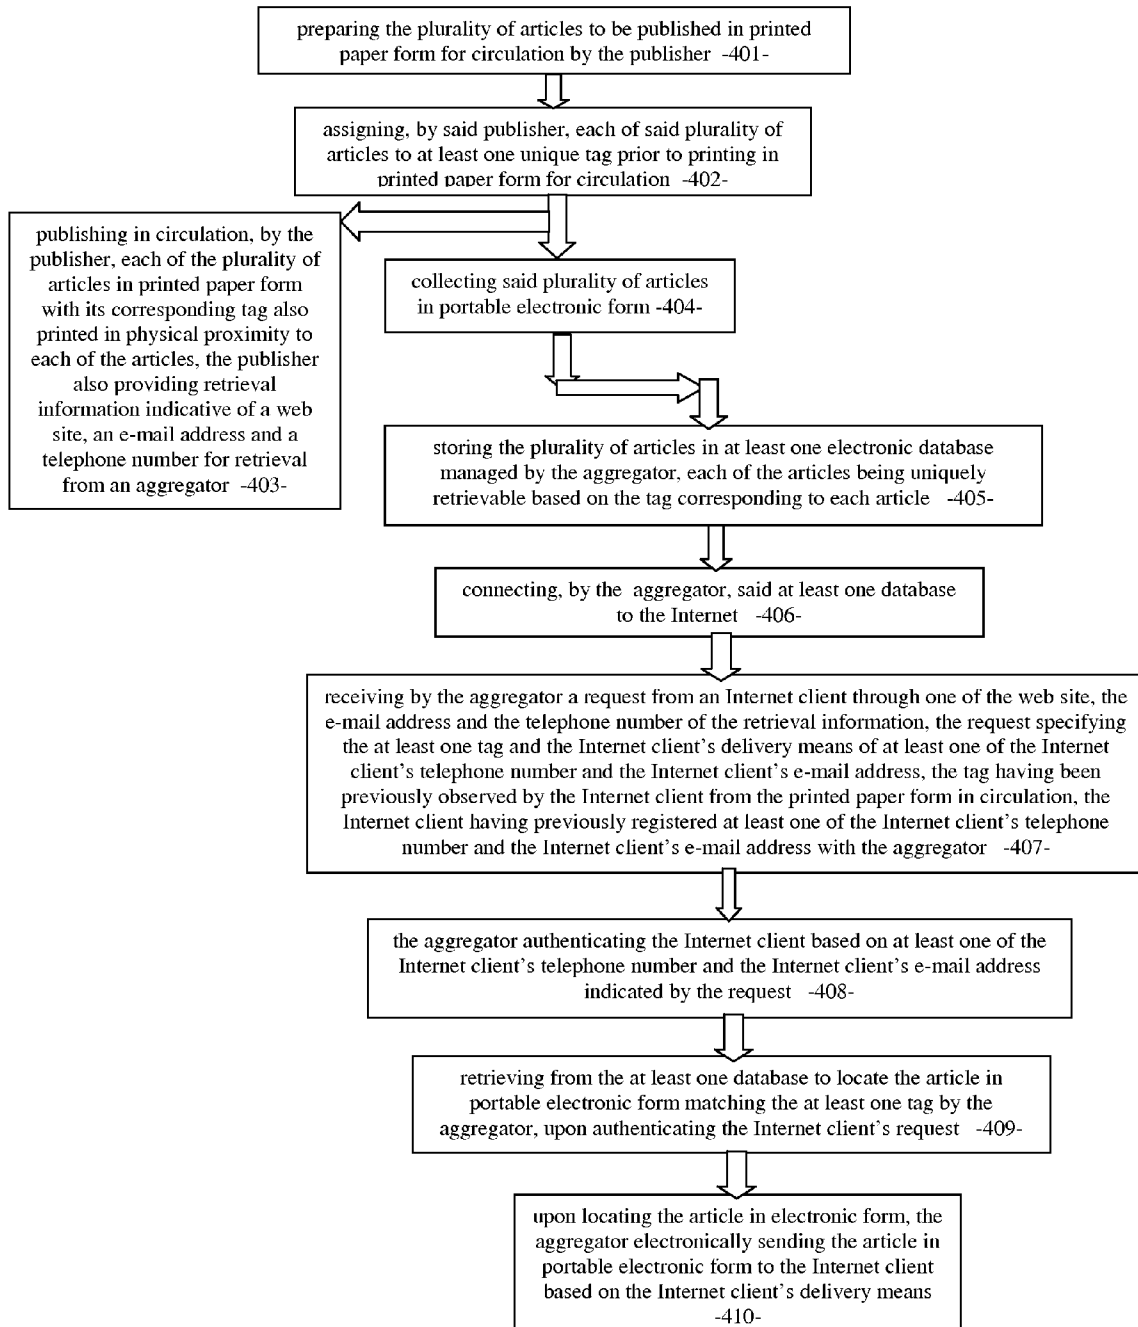 preparing the plurality of articles to be published in printed
paper form for circulation by the publisher -401-
assigning, by said publisher, each of said plurality of
articles to at least one unique tag prior to printing in
printed paper form for circulation -402-
publishing in circulation, by the
publisher, each of the plurality of
articles in printed paper form
with its corresponding tag also
printed in physical proximity to
each of the articles, the publisher
also providing retrieval
information indicative of a web
site, an e-mail address and a
telephone number for retrieval
from an aggregator -403-
collecting said plurality of articles
in portable electronic form -404-
storing the plurality of articles in at least one electronic database
managed by the aggregator, each of the articles being uniquely
retrievable based on the tag corresponding to each article -405-
connecting, by the aggregator, said at least one database
to the Internet -406-
receiving by the aggregator a request from an Internet client through one of the web site, the
e-mail address and the telephone number of the retrieval information, the request specifying
the at least one tag and the Internet client's delivery means of at least one of the Internet
client's telephone number and the Internet client's e-mail address, the tag having been
previously observed by the Internet client from the printed paper form in circulation, the
Internet client having previously registered at least one of the Internet client's telephone
number and the Internet client's e-mail address with the aggregator -407-
the aggregator authenticating the Internet client based on at least one of the
Internet client's telephone number and the Internet client's e-mail address
indicated by the request -408-
retrieving from the at least one database to locate the article in
portable electronic form matching the at least one tag by the
aggregator, upon authenticating the Internet client's request -409-
upon locating the article in electronic form, the
aggregator electronically sending the article in
portable electronic form to the Internet client
based on the Internet client's delivery means
-410-